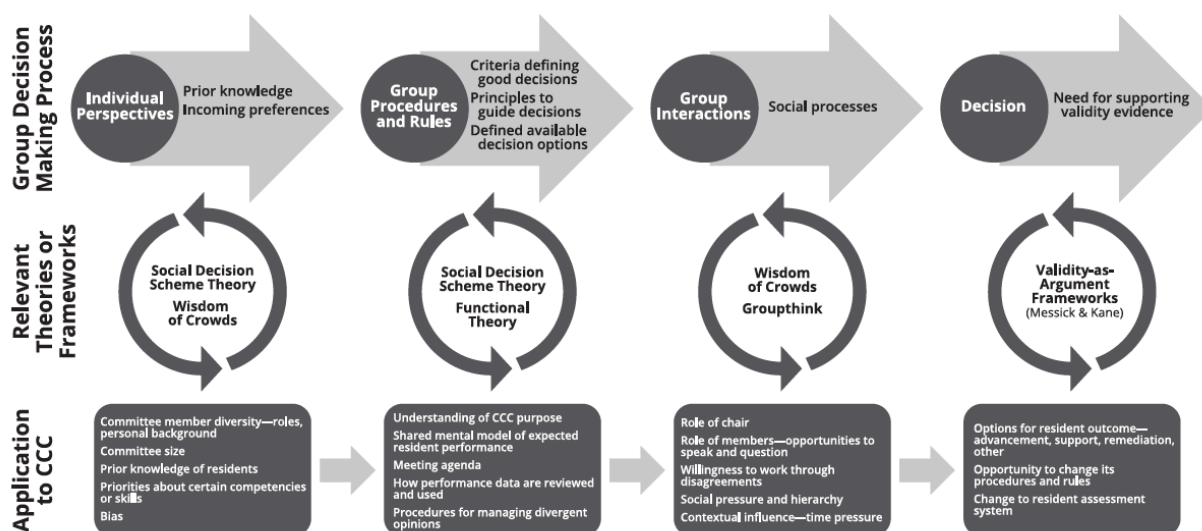 Group Decision
Making Process
Individual
Perspectives
Prior knowledge
Incoming preferences
Group
Procedures
and Rules
Criteria defining
good decisions
Principles to
guide decisions
Defined available
decision options
Group
Interactions
Social processes
Decision
Need for supporting
validity evidence
Relevant
Theories or
Frameworks
Social Decision
Scheme Theory
Wisdom
of Crowds
Social Decision
Scheme Theory
Functional
Theory
Wisdom
of Crowds
Groupthink
Validity-as-
Argument
Frameworks
(Messick & Kane)
Application
to CCC
Committee member diversity—roles,
personal background
Committee size
Prior knowledge of residents
Priorities about certain competencies
or skills
Bias
Understanding of CCC purpose
Shared mental model of expected
resident performance
Meeting agenda
How performance data are reviewed
and used
Procedures for managing divergent
opinions
Role of chair
Role of members—opportunities to
speak and question
Willingness to work through
disagreements
Social pressure and hierarchy
Contextual influence—time pressure
Options for resident outcome—
advancement, support, remediation,
other
Opportunity to change its
procedures and rules
Change to resident assessment
system